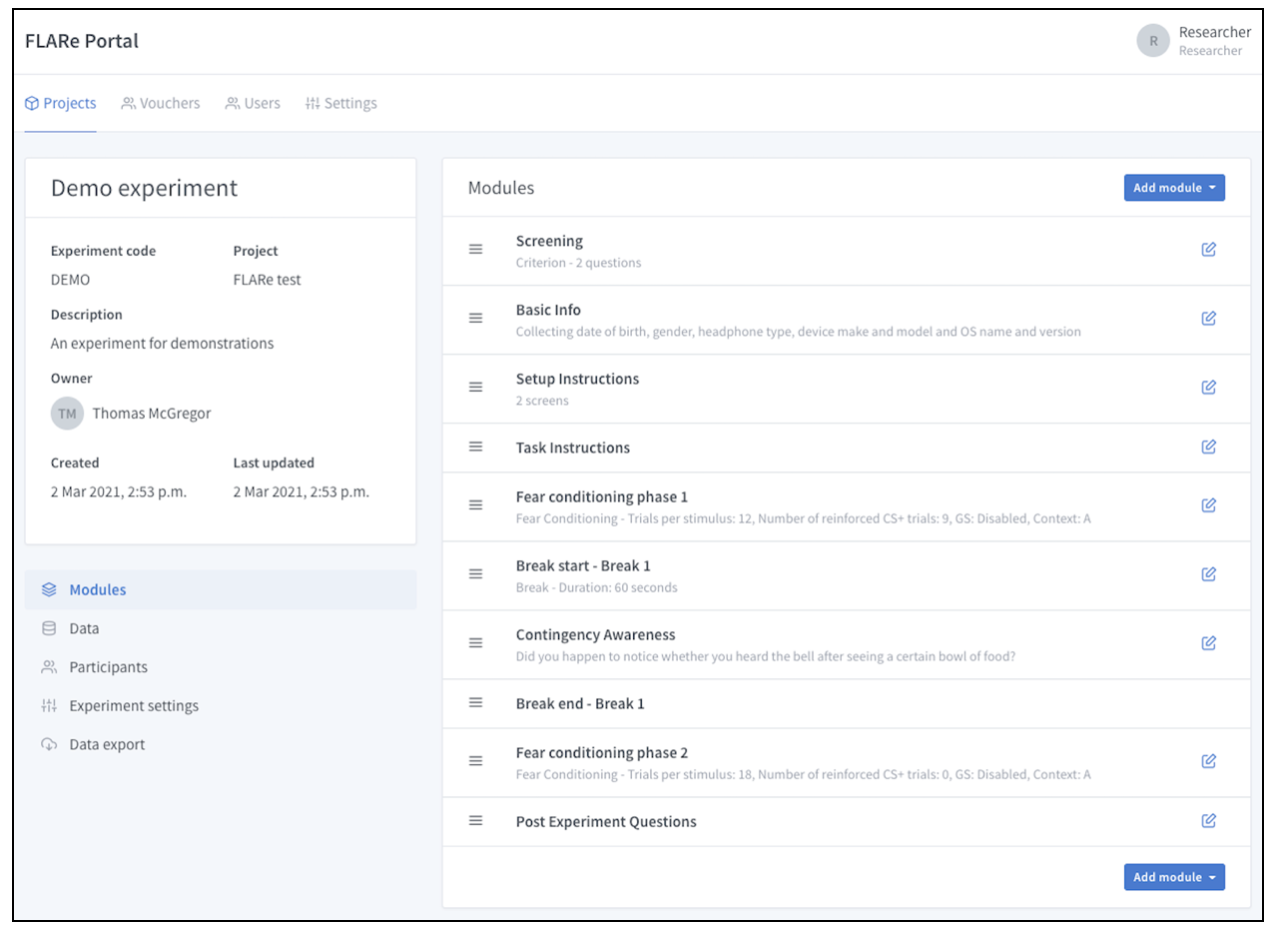 FLARe Portal
R
Researcher
Researcher
Projects
Vouchers
Users
Settings
Demo experiment
Experiment code
Project
DEMO
FLARe test
Description
An experiment for demonstrations
Owner
TM
Thomas McGregor
Created
Last updated
2 Mar 2021, 2:53 p.m.
2 Mar 2021, 2:53 p.m.
Modules
Data
Participants
Experiment settings
Data export
Modules
Add module
Screening
Criterion - 2 questions
Basic Info
Collecting date of birth, gender, headphone type, device make and model and OS name and version
Setup Instructions
2 screens
Task Instructions
Fear conditioning phase 1
Fear Conditioning - Trials per stimulus: 12, Number of reinforced CS+ trials: 9, GS: Disabled, Context: A
Break start - Break 1
Break - Duration: 60 seconds
Contingency Awareness
Did you happen to notice whether you heard the bell after seeing a certain bowl of food?
Break end - Break 1
Fear conditioning phase 2
Fear Conditioning - Trials per stimulus: 18, Number of reinforced CS+ trials: 0, GS: Disabled, Context: A
Post Experiment Questions
Add module